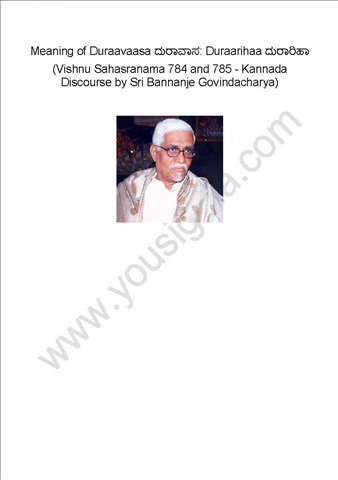 Meaning of Duraavaasa ದುರಾವಾಸ: Duraarihaa ದುರಾರಿಹಾ
(Vishnu Sahasranama 784 and 785 - Kannada
Discourse by Sri Bannanje Govindacharya)
www.yousigma.com